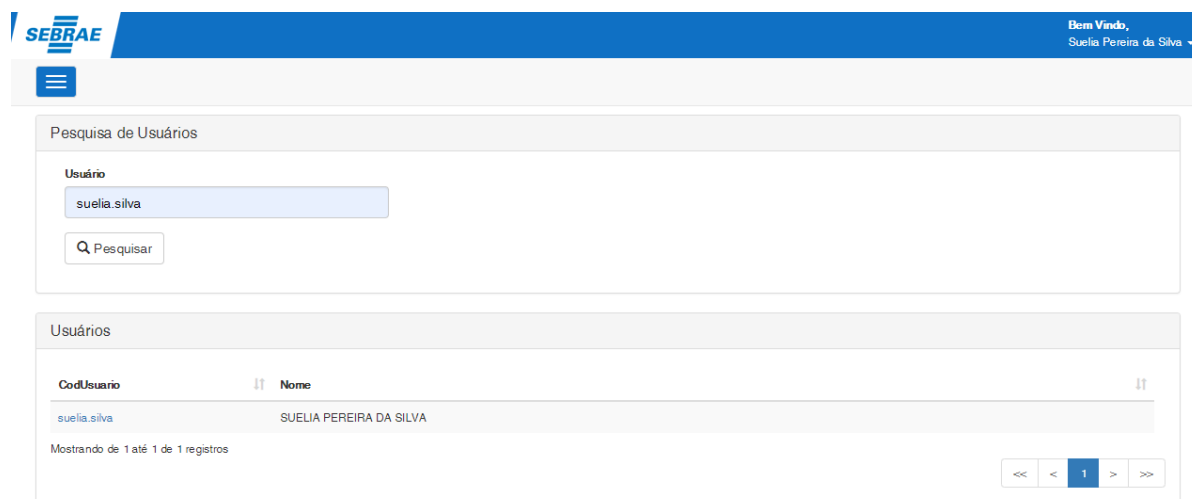 SEBRAE
Bem Vindo,
Suelia Pereira da Silva
Pesquisa de Usuários
Usuário
suelia.silva
Pesquisar
Usuários
CodUsuario Nome
suelia.silva SUELIA PEREIRA DA SILVA
Mostrando de 1 até 1 de 1 registros
<< < 1 > >>